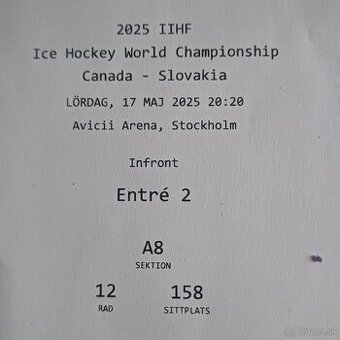 2025 IIHF
Ice Hockey World Championship
Canada - Slovakia
LÖRDAG, 17 MAJ 2025 20:20
Avicii Arena, Stockholm
Infront
Entré 2
A8
SEKTION
12 158
RAD SITTPLATS